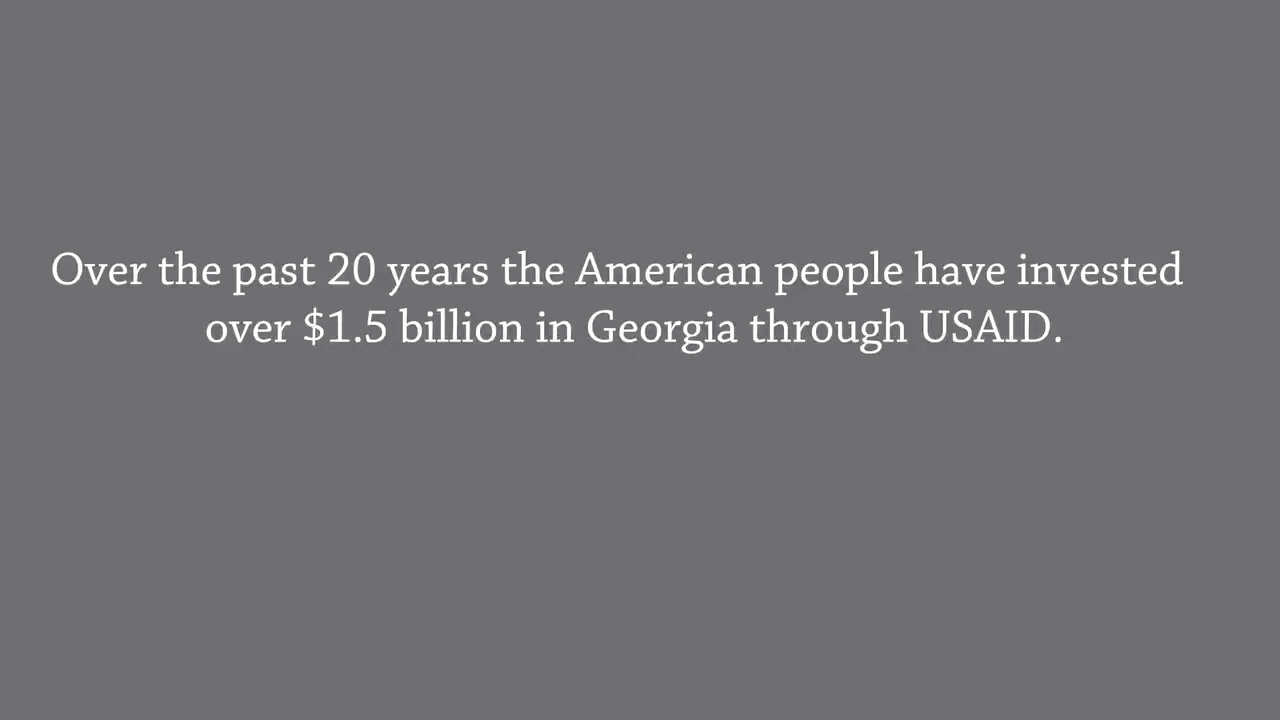 Over the past 20 years the American people have invested
over $1.5 billion in Georgia through USAID.